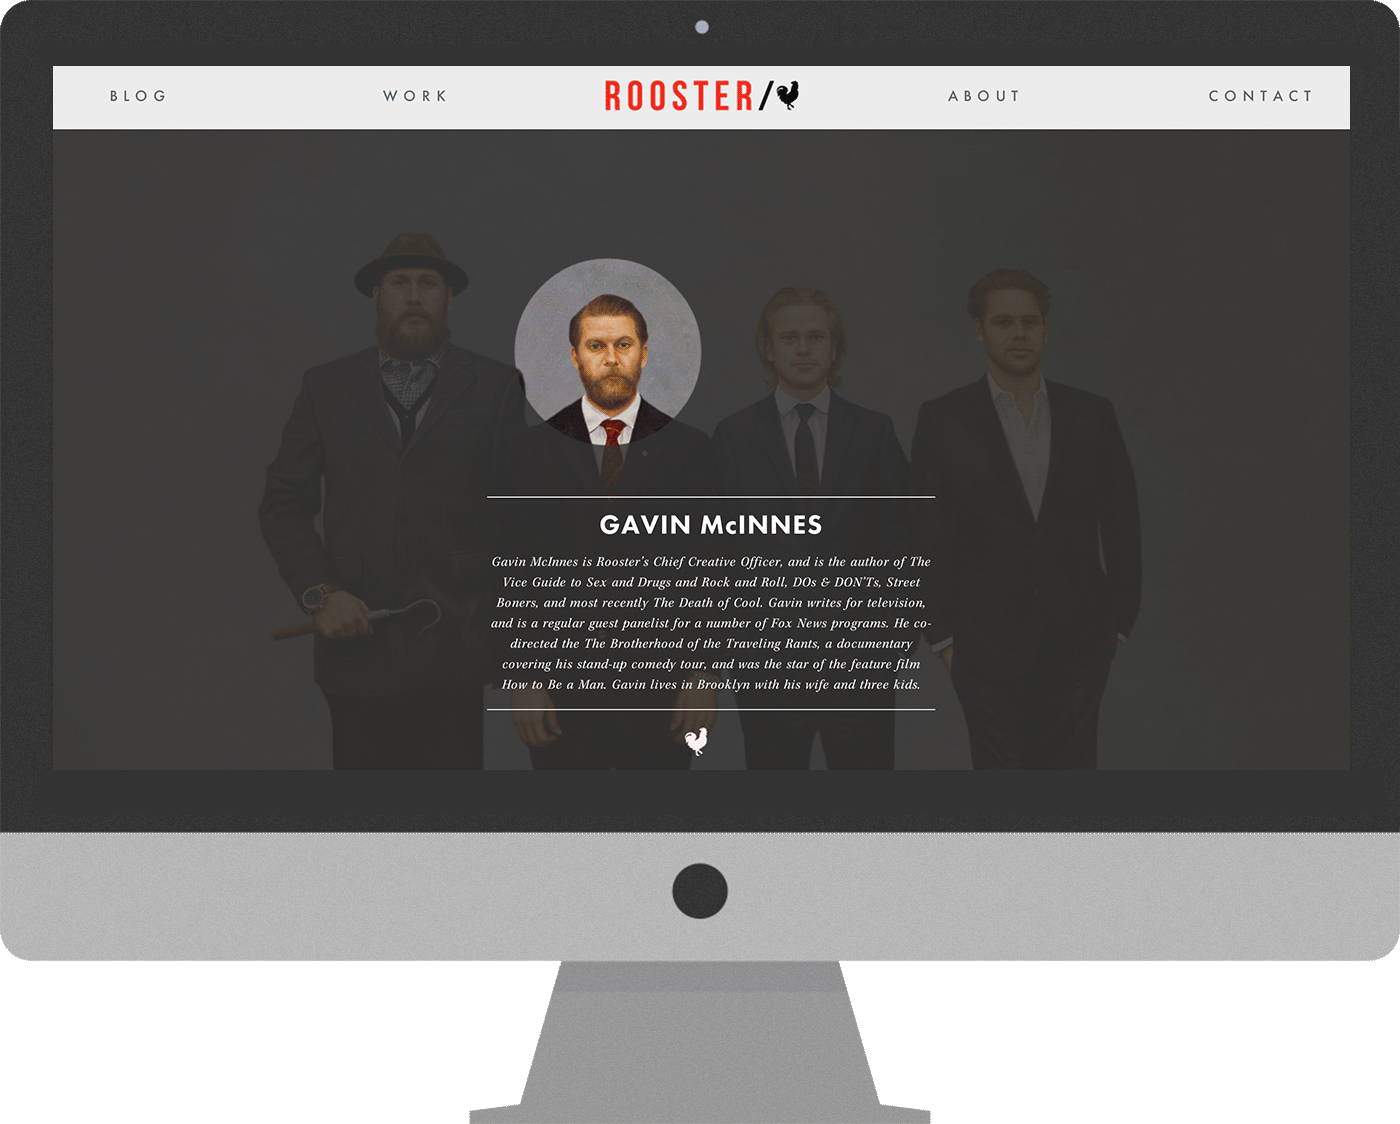 BLOG WORK ROOSTER/ ABOUT CONTACT
GAVIN McINNES
Gavin McInnes is Rooster's Chief Creative Officer, and is the author of The
Vice Guide to Sex and Drugs and Rock and Roll, DOs & DON'Ts, Street
Boners, and most recently The Death of Cool. Gavin writes for television,
and is a regular guest panelist for a number of Fox News programs. He co-
directed the The Brotherhood of the Traveling Rants, a documentary
covering his stand-up comedy tour, and was the star of the feature film
How to Be a Man. Gavin lives in Brooklyn with his wife and three kids.